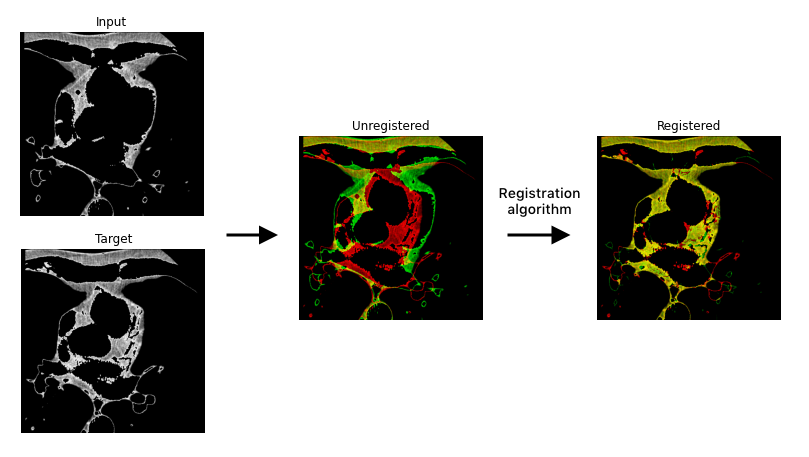 Input
Target
Unregistered
Registration
algorithm
Registered